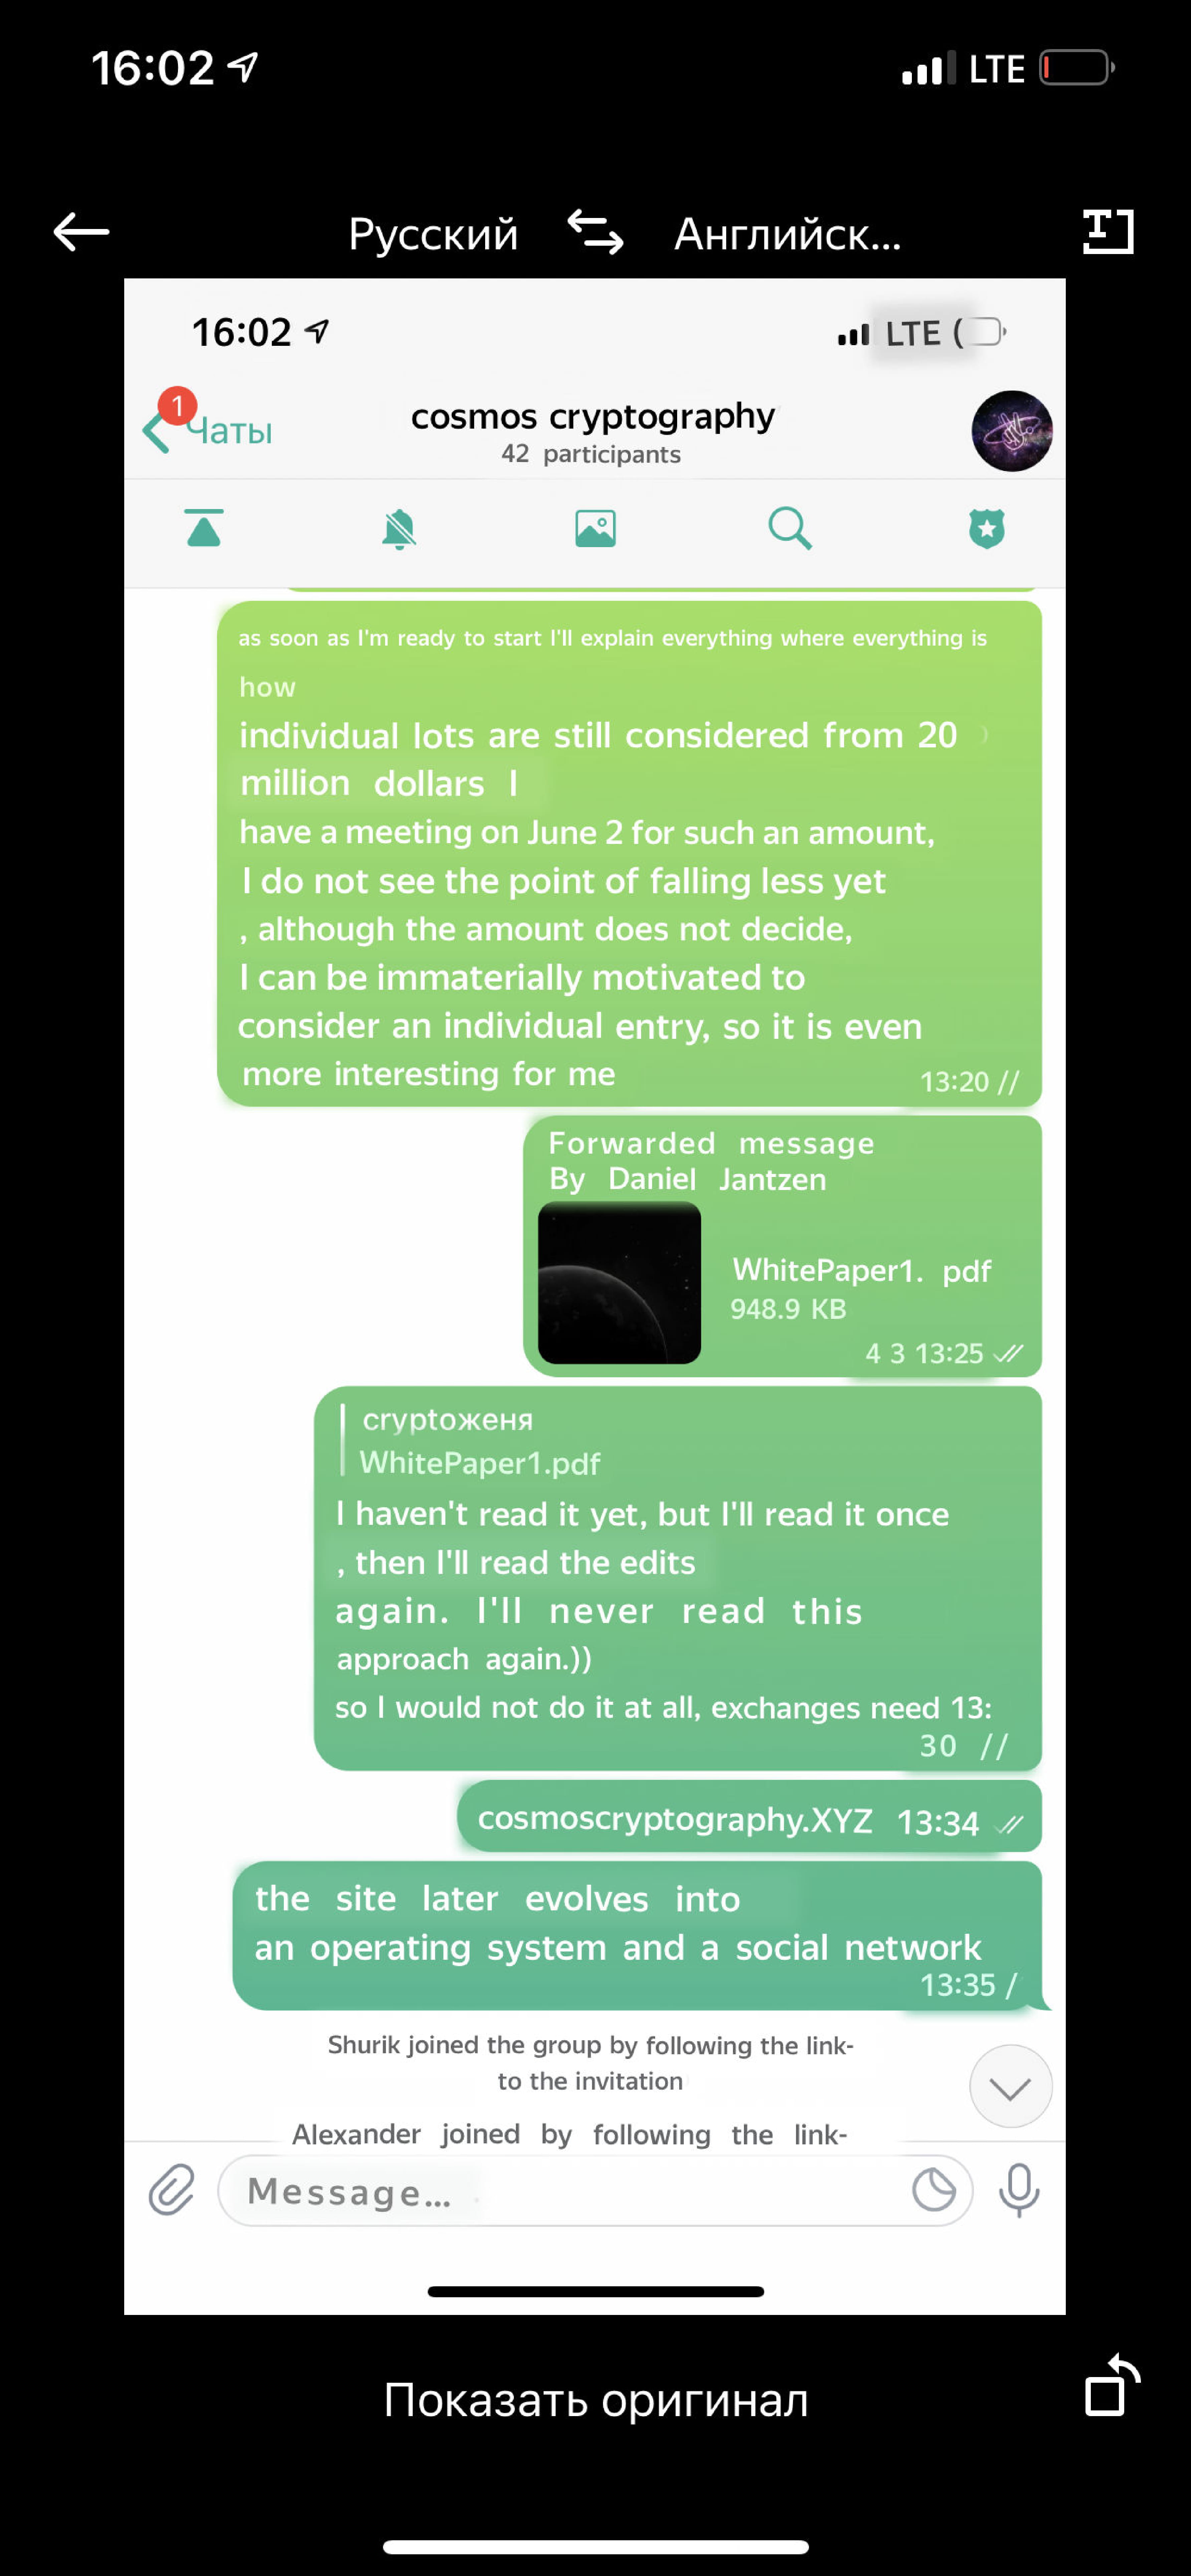 16:02
LTE
Русский
Английск...
16:02
LTE (
1
Чаты
cosmos cryptography
42 participants
as soon as I'm ready to start I'll explain everything where everything is
how
individual lots are still considered from 20
million dollars I
have a meeting on June 2 for such an amount,
I do not see the point of falling less yet
, although the amount does not decide,
I can be immaterially motivated to
consider an individual entry, so it is even
more interesting for me
13:20 //
Forwarded message
By Daniel Jantzen
WhitePaper1. pdf
948.9 KB
4 3 13:25
cryptoженя
WhitePaper1.pdf
I haven't read it yet, but I'll read it once
, then I'll read the edits
again. I'll never read this
approach again.))
so I would not do it at all, exchanges need 13:
30 //
cosmoscryptography.XYZ 13:34
the site later evolves into
an operating system and a social network
13:35 /
Shurik joined the group by following the link-
to the invitation
Alexander joined by following the link-
Message...
Показать оригинал